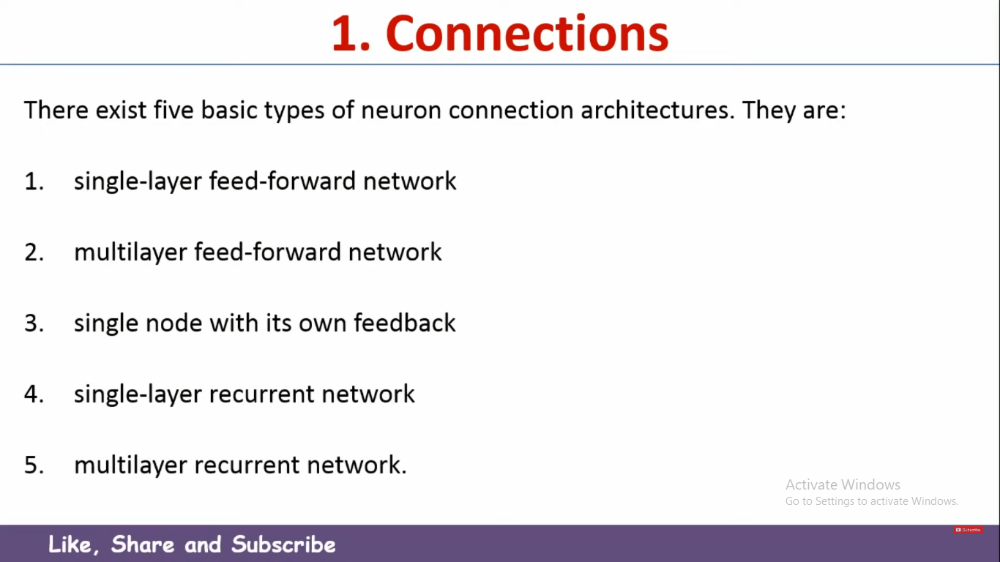 1. Connections
There exist five basic types of neuron connection architectures. They are:
1. single-layer feed-forward network
2. multilayer feed-forward network
3. single node with its own feedback
4. single-layer recurrent network
5. multilayer recurrent network.
Activate Windows
Go to Settings to activate Windows.
Subscribe
Like, Share and Subscribe